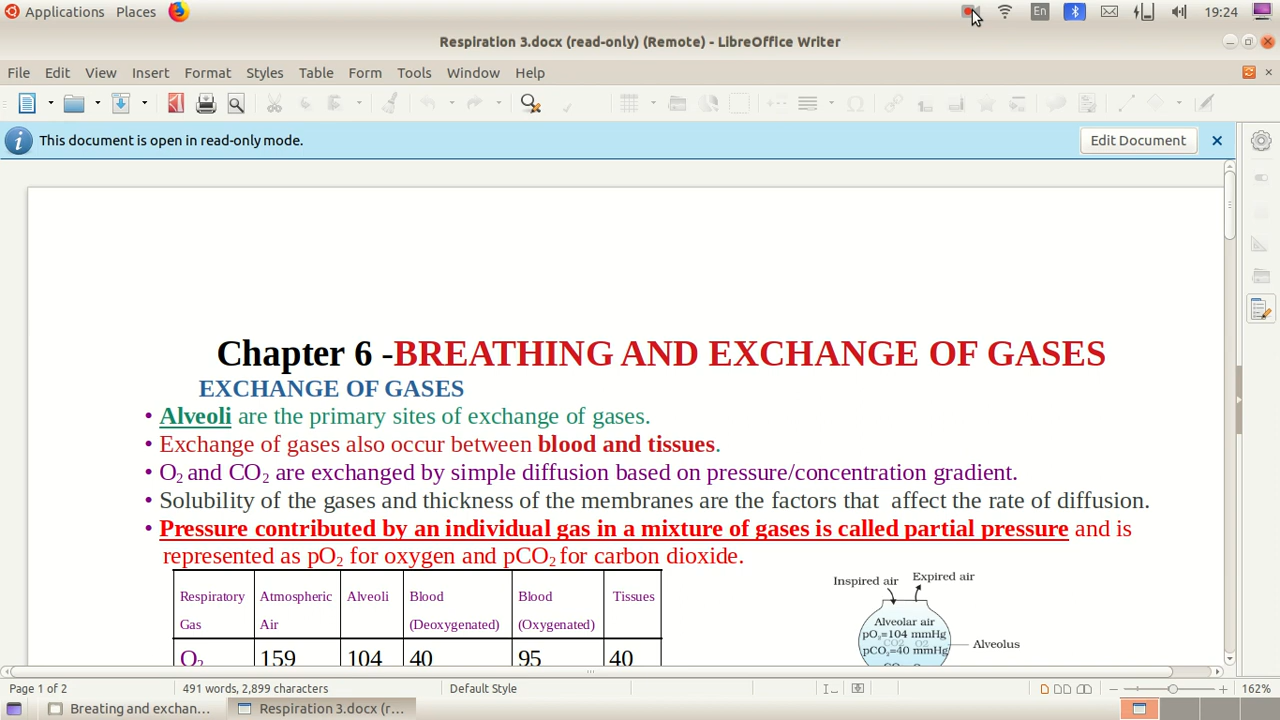 Applications Places En 19:24
Respiration 3.docx (read-only) (Remote) - LibreOffice Writer
File Edit View Insert Format Styles Table Form Tools Window Help
This document is open in read-only mode. Edit Document
Chapter 6 -BREATHING AND EXCHANGE OF GASES
EXCHANGE OF GASES
• Alveoli are the primary sites of exchange of gases.
• Exchange of gases also occur between blood and tissues.
• O2 and CO2 are exchanged by simple diffusion based on pressure/concentration gradient.
• Solubility of the gases and thickness of the membranes are the factors that affect the rate of diffusion.
• Pressure contributed by an individual gas in a mixture of gases is called partial pressure and is
represented as pO2 for oxygen and pCO2 for carbon dioxide.
Respiratory Gas Atmospheric Air Alveoli Blood (Deoxygenated) Blood (Oxygenated) Tissues
O2 159 104 40 95 40
Inspired air Expired air
Alveolar air
pO2=104 mmHg
CO2 O2
pCO2=40 mmHg
Alveolus
Page 1 of 2 491 words, 2,899 characters Default Style 162%
Breating and exchan... Respiration 3.docx (r...